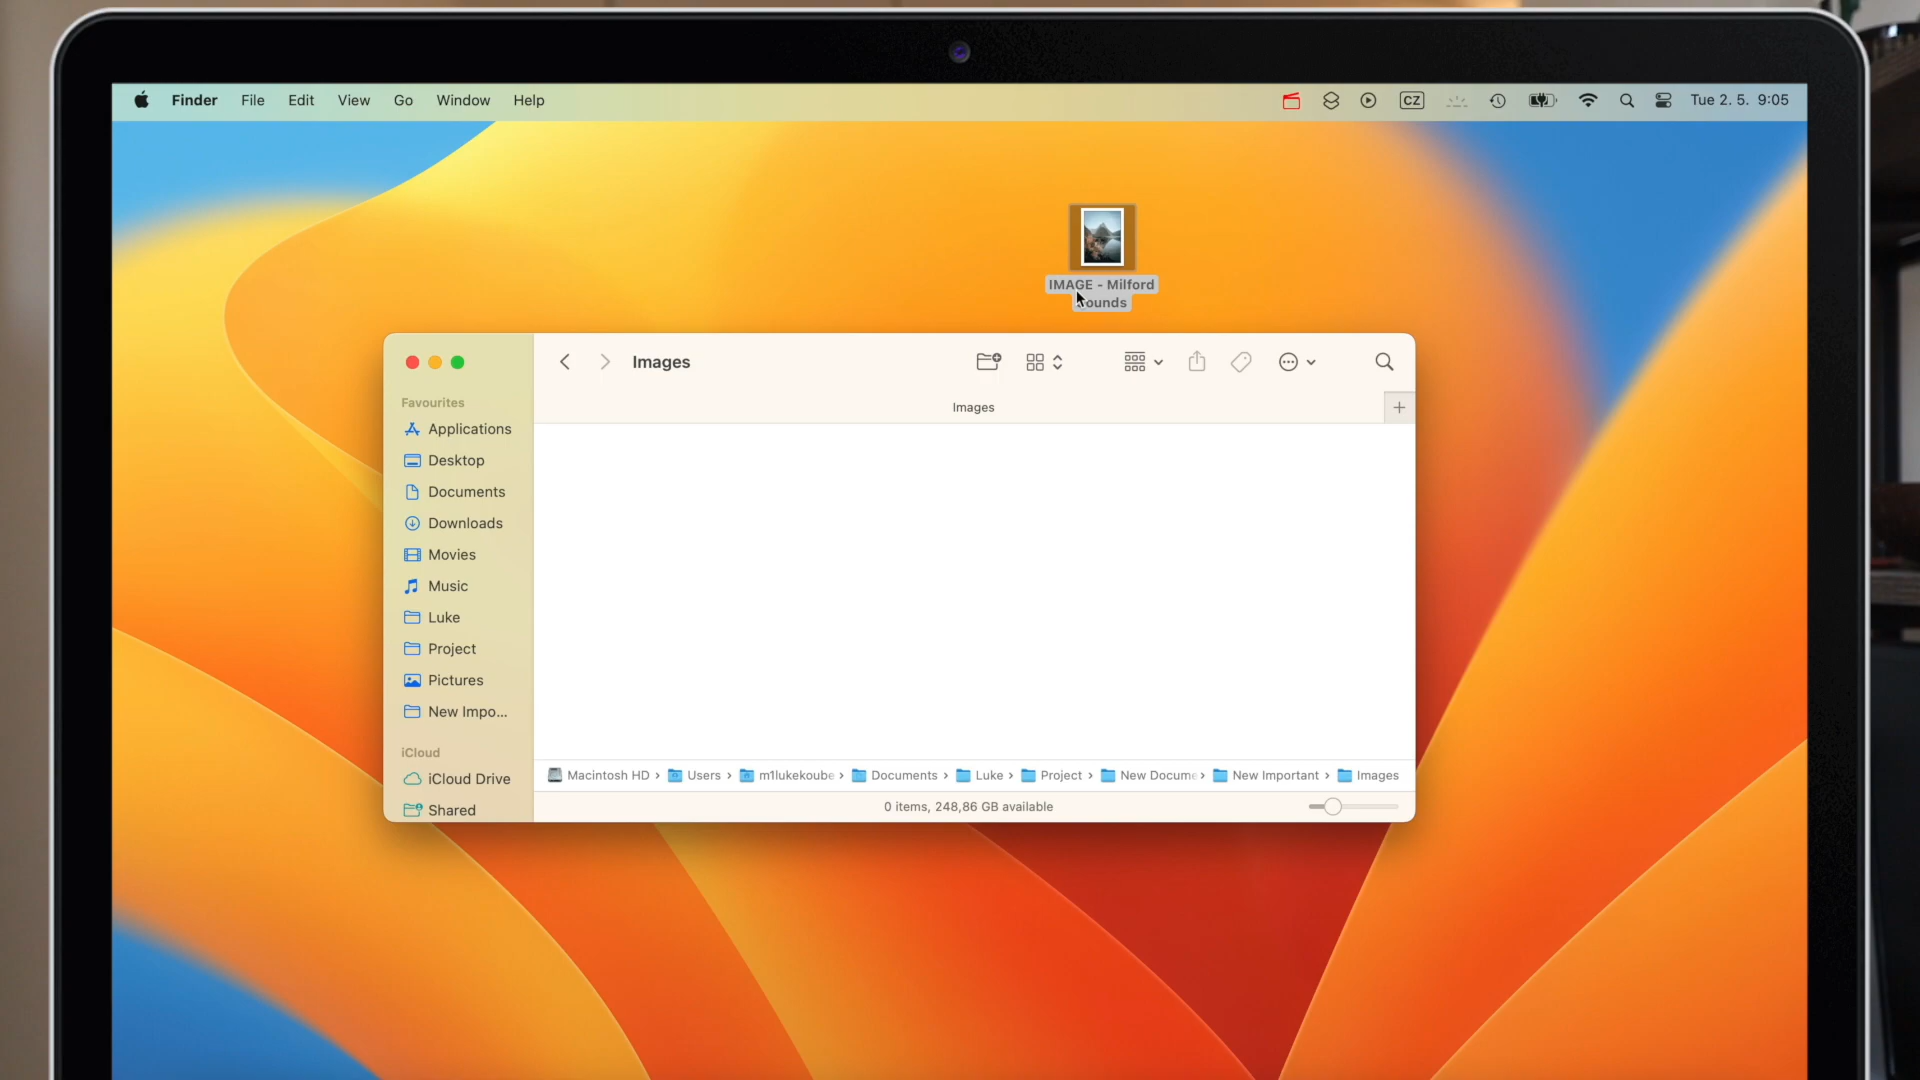 Finder File Edit View Go Window Help CZ Tue 2. 5. 9:05
IMAGE - Milford
ounds
Images
Images
Favourites
Applications
Desktop
Documents
Downloads
Movies
Music
Luke
Project
Pictures
New Impo...
iCloud
iCloud Drive
Shared
Macintosh HD › Users › m1lukekoube › Documents › Luke › Project › New Docume › New Important › Images
0 items, 248,86 GB available